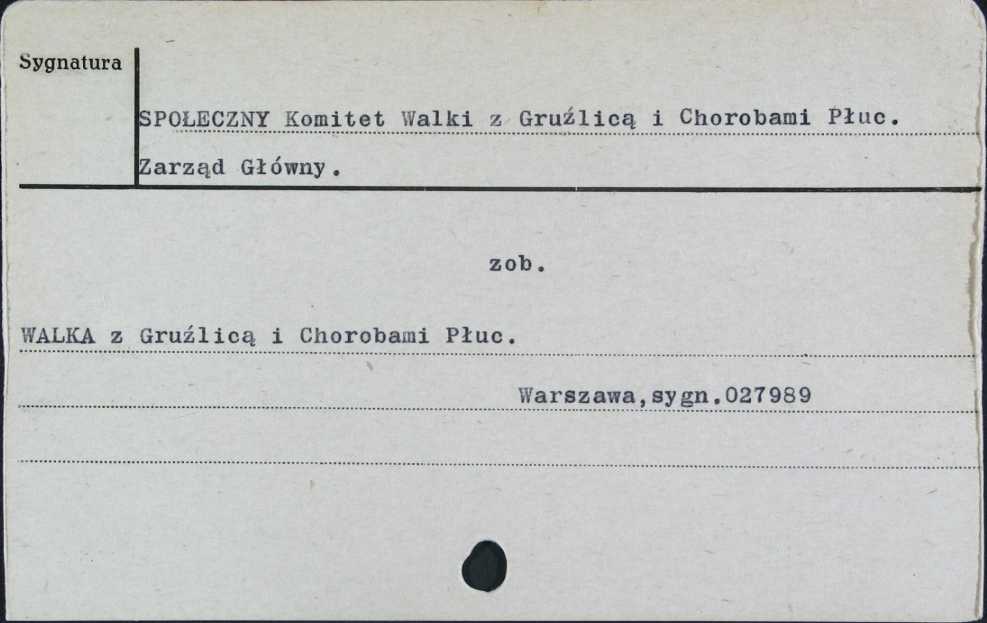 Sygnatura
SPOŁECZNY Komitet Walki z Gruźlicą i Chorobami Płuc.
Zarząd Główny.
zob.
WALKA z Gruźlicą i Chorobami Płuc.
Warszawa,sygn.027989